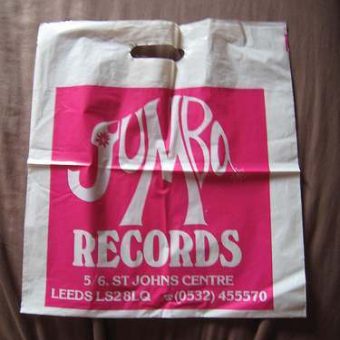 JUMBO
RECORDS
5/6, ST JOHNS CENTRE
LEEDS LS2 8LQ ☎(0532) 455570